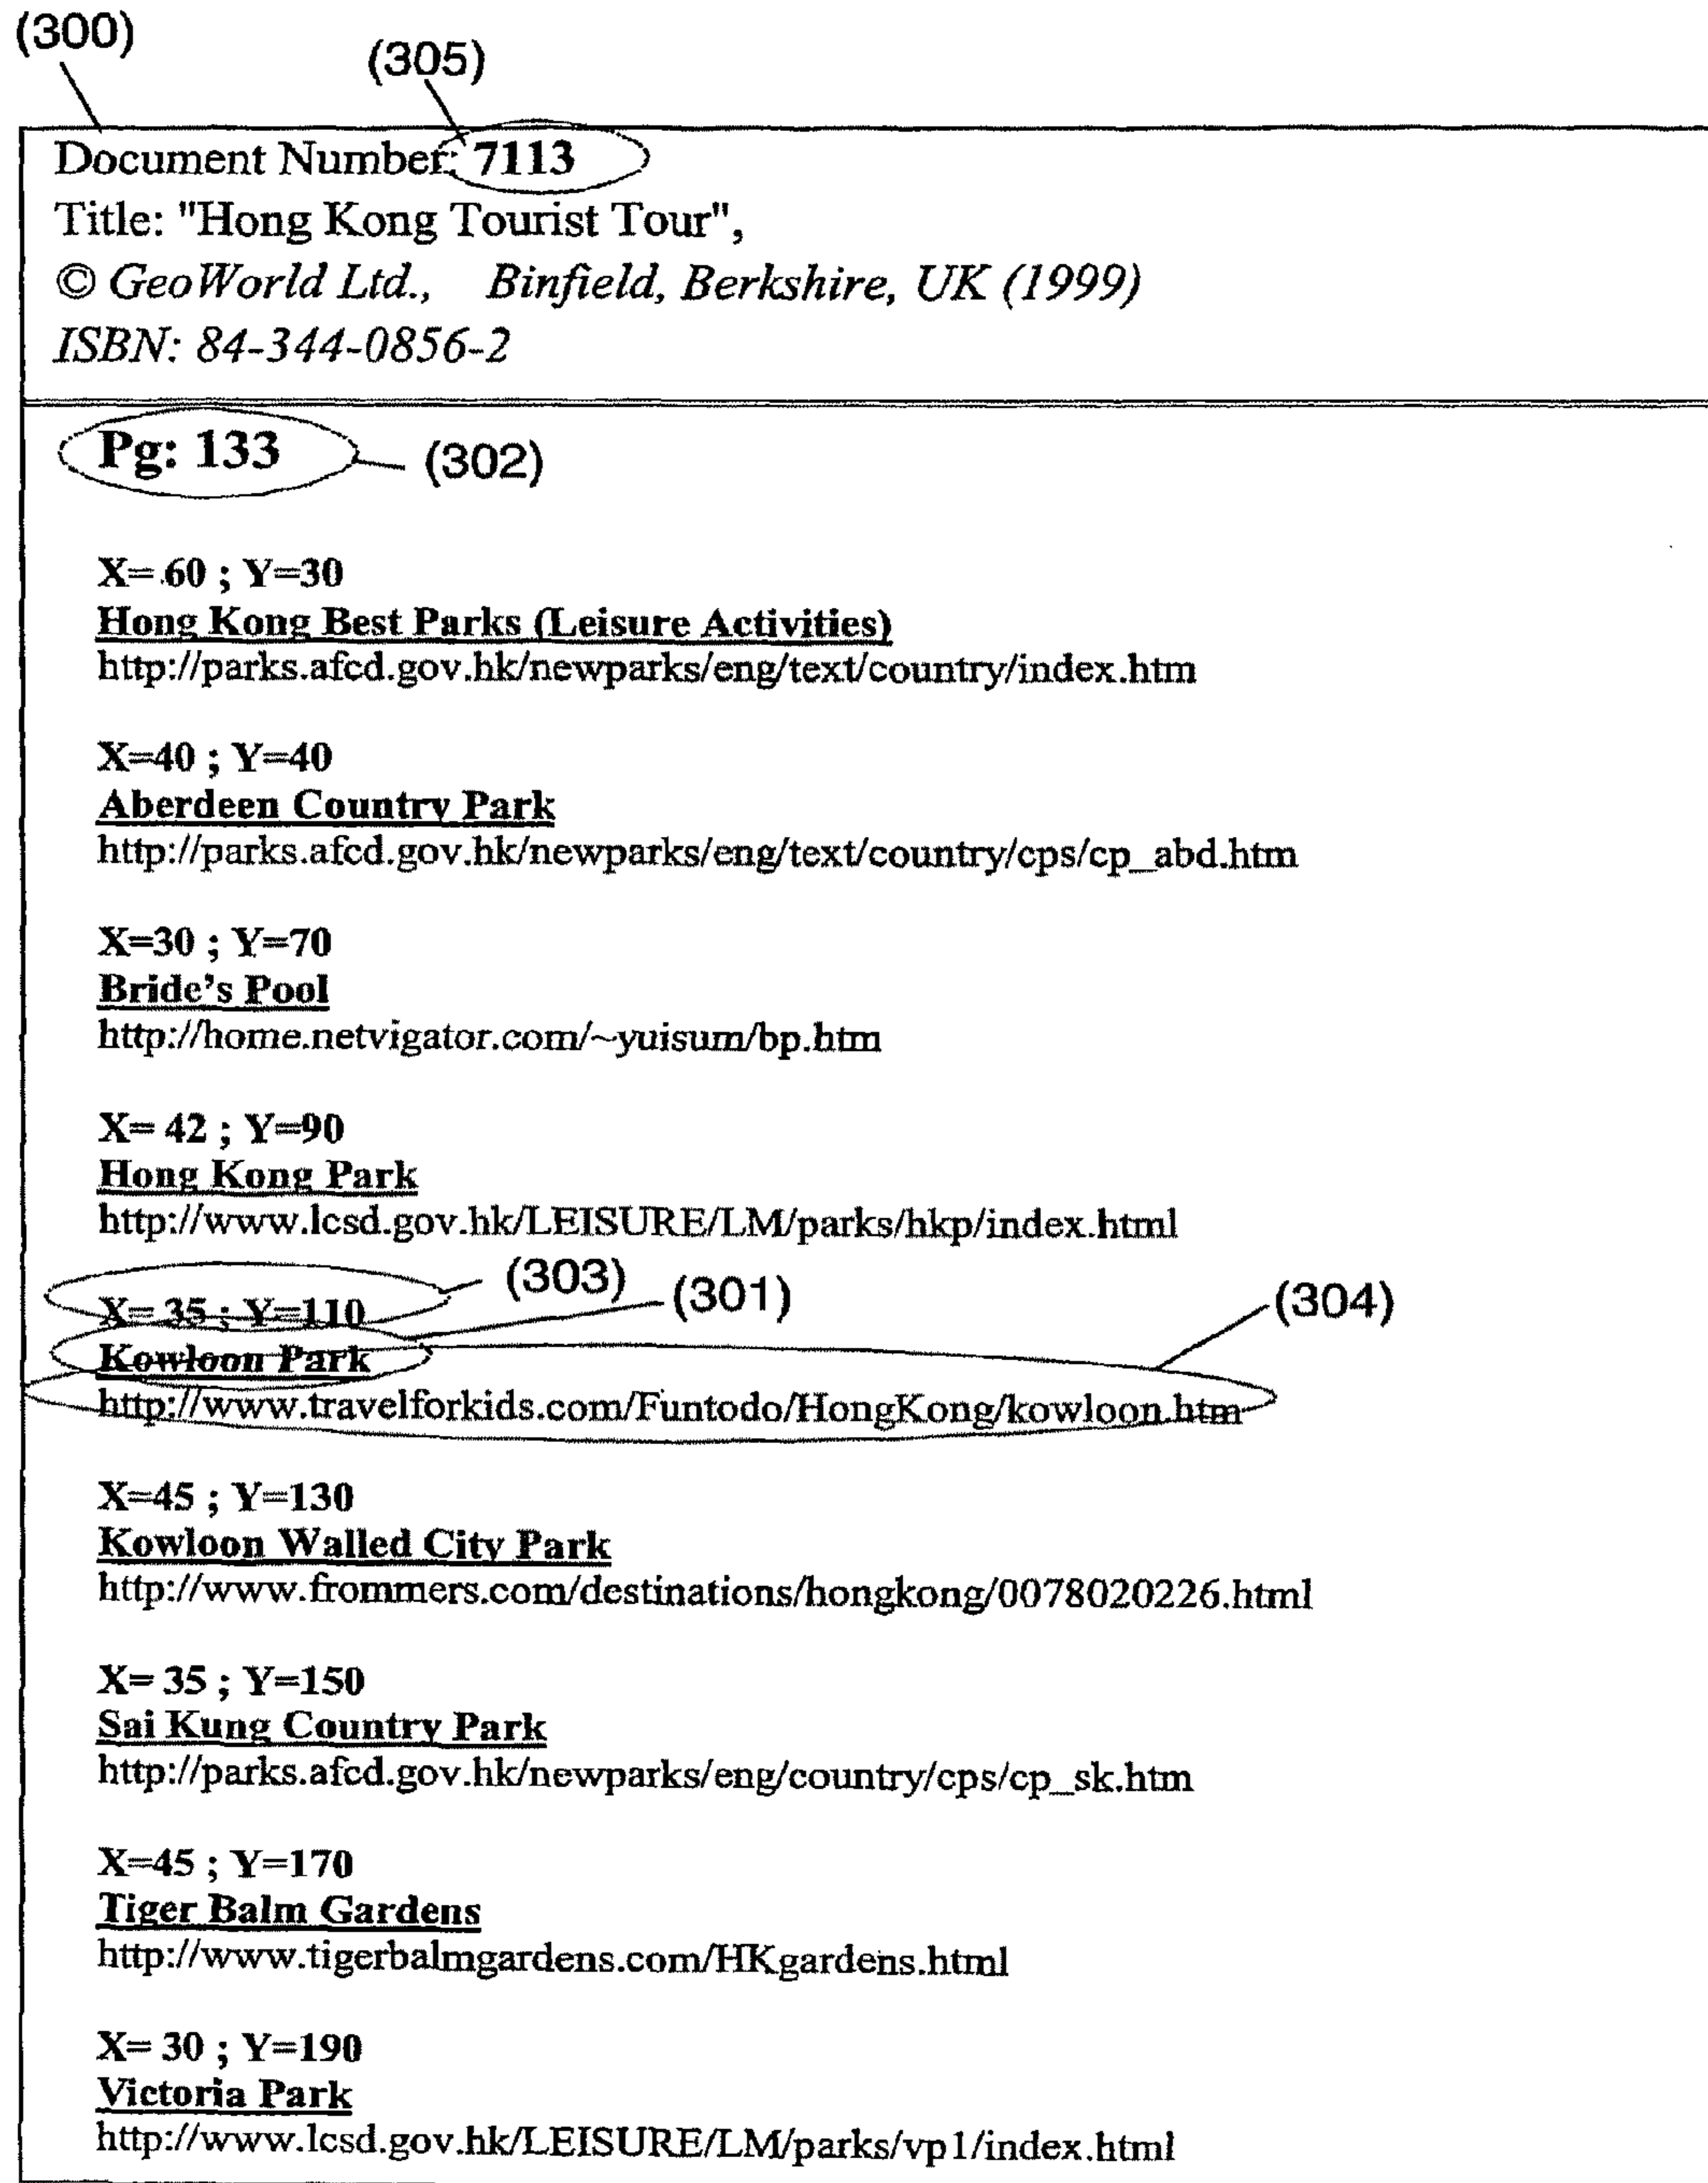 (300)
(305)
Document Number: 7113
Title: "Hong Kong Tourist Tour",
© GeoWorld Ltd., Binfield, Berkshire, UK (1999)
ISBN: 84-344-0856-2
Pg: 133 (302)
X= 60 ; Y=30
Hong Kong Best Parks (Leisure Activities)
http://parks.afcd.gov.hk/newparks/eng/text/country/index.htm
X=40 ; Y=40
Aberdeen Country Park
http://parks.afcd.gov.hk/newparks/eng/text/country/cps/cp_abd.htm
X=30 ; Y=70
Bride's Pool
http://home.netvigator.com/~yuisum/bp.htm
X= 42 ; Y=90
Hong Kong Park
http://www.lcsd.gov.hk/LEISURE/LM/parks/hkp/index.html
(303) (301) (304)
X= 35 ; Y=110
Kowloon Park
http://www.travelforkids.com/Funtodo/HongKong/kowloon.htm
X=45 ; Y=130
Kowloon Walled City Park
http://www.frommers.com/destinations/hongkong/0078020226.html
X= 35 ; Y=150
Sai Kung Country Park
http://parks.afcd.gov.hk/newparks/eng/country/cps/cp_sk.htm
X=45 ; Y=170
Tiger Balm Gardens
http://www.tigerbalmgardens.com/HKgardens.html
X= 30 ; Y=190
Victoria Park
http://www.lcsd.gov.hk/LEISURE/LM/parks/vp1/index.html